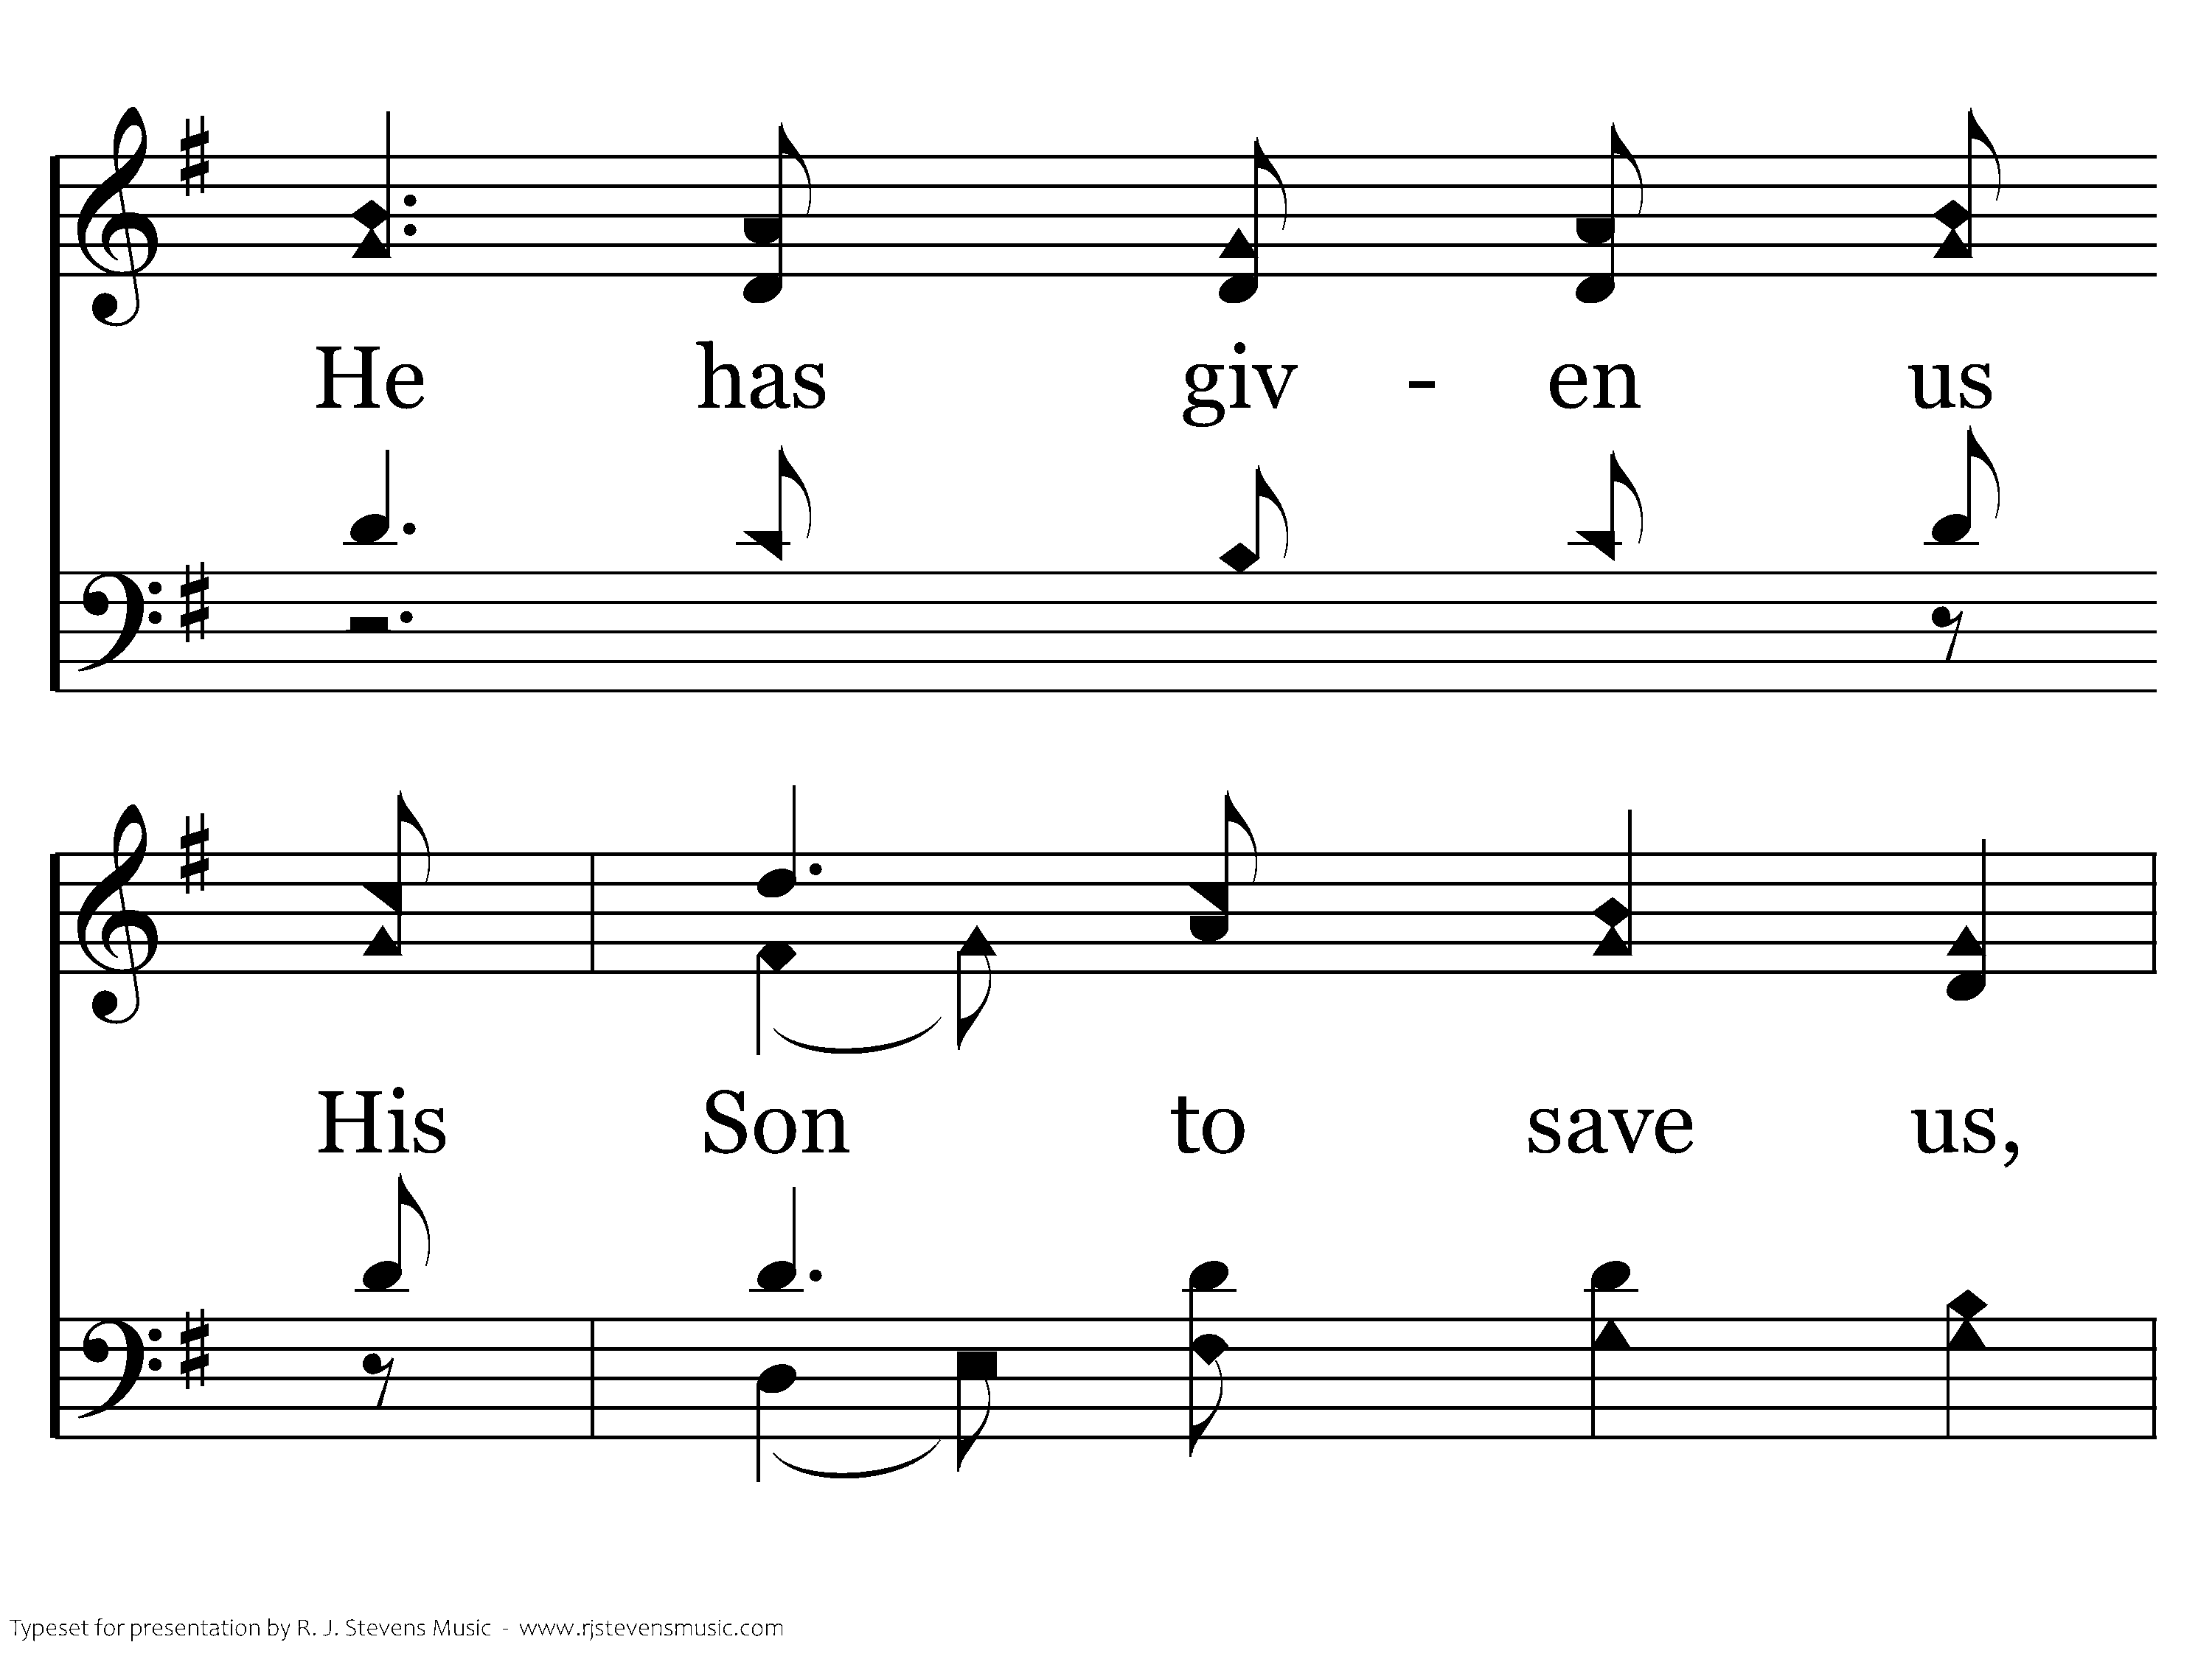 He has giv - en us
His Son to save us,
Typeset for presentation by R. J. Stevens Music - www.rjstevensmusic.com